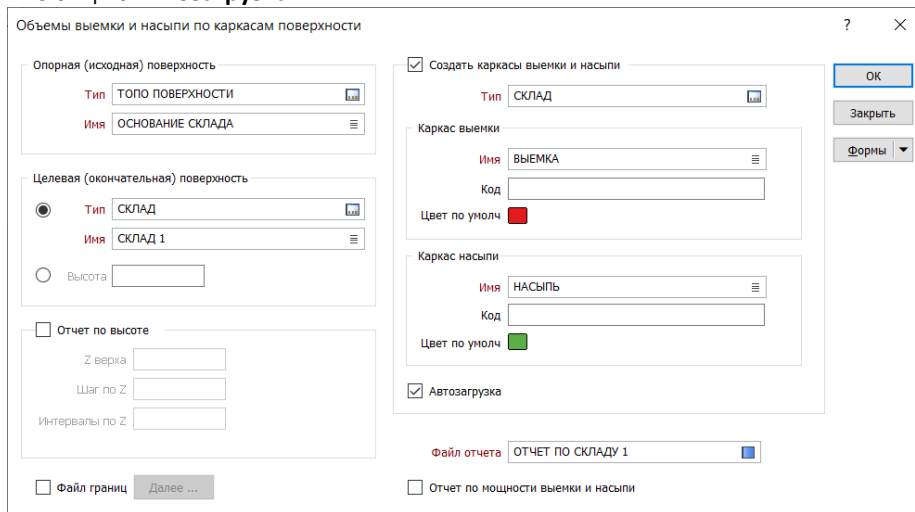 Объемы выемки и насыпи по каркасам поверхности
?
Опорная (исходная) поверхность
Тип ТОПО ПОВЕРХНОСТИ
Имя ОСНОВАНИЕ СКЛАДА
Целевая (окончательная) поверхность
Тип СКЛАД
Имя СКЛАД 1
Высота
Отчет по высоте
Z верха
Шаг по Z
Интервалы по Z
Файл границ Далее ...
Создать каркасы выемки и насыпи
Тип СКЛАД
Каркас выемки
Имя ВЫЕМКА
Код
Цвет по умолч
Каркас насыпи
Имя НАСЫПЬ
Код
Цвет по умолч
Автозагрузка
Файл отчета ОТЧЕТ ПО СКЛАДУ 1
Отчет по мощности выемки и насыпи
ОК
Закрыть
Формы